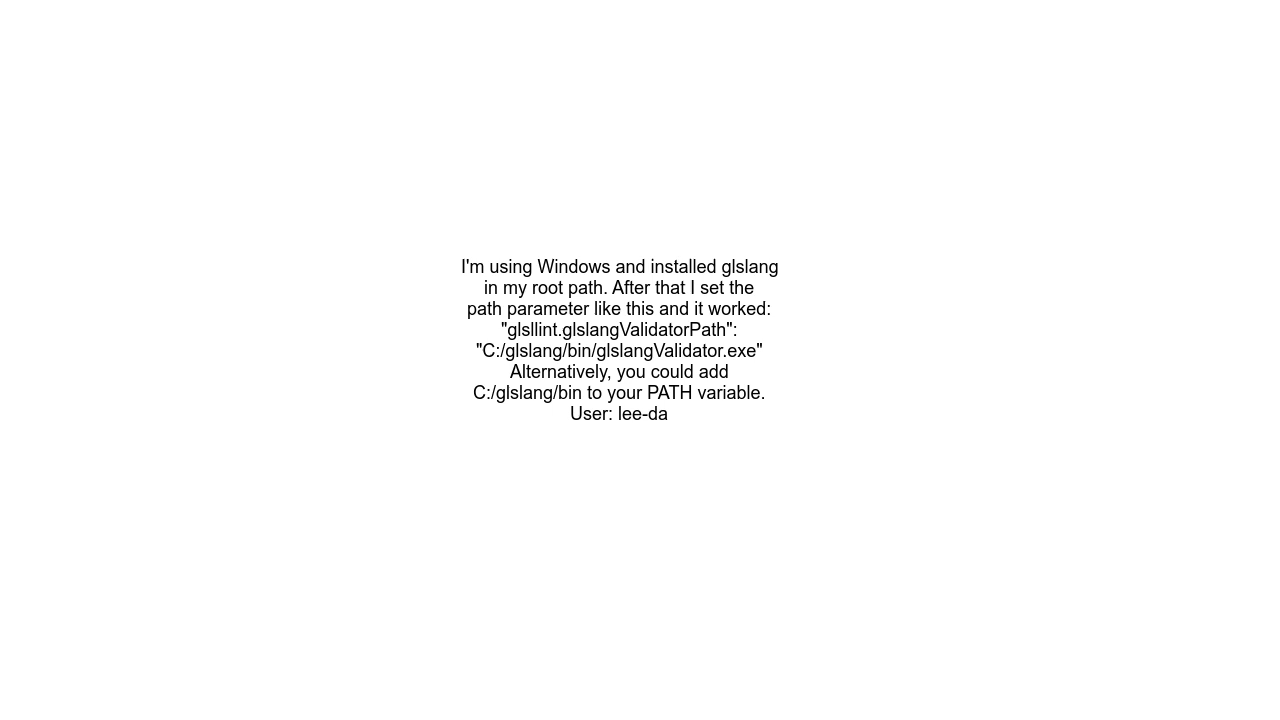 I'm using Windows and installed glslang
in my root path. After that I set the
path parameter like this and it worked:
"glsllint.glslangValidatorPath":
"C:/glslang/bin/glslangValidator.exe"
Alternatively, you could add
C:/glslang/bin to your PATH variable.
User: lee-da